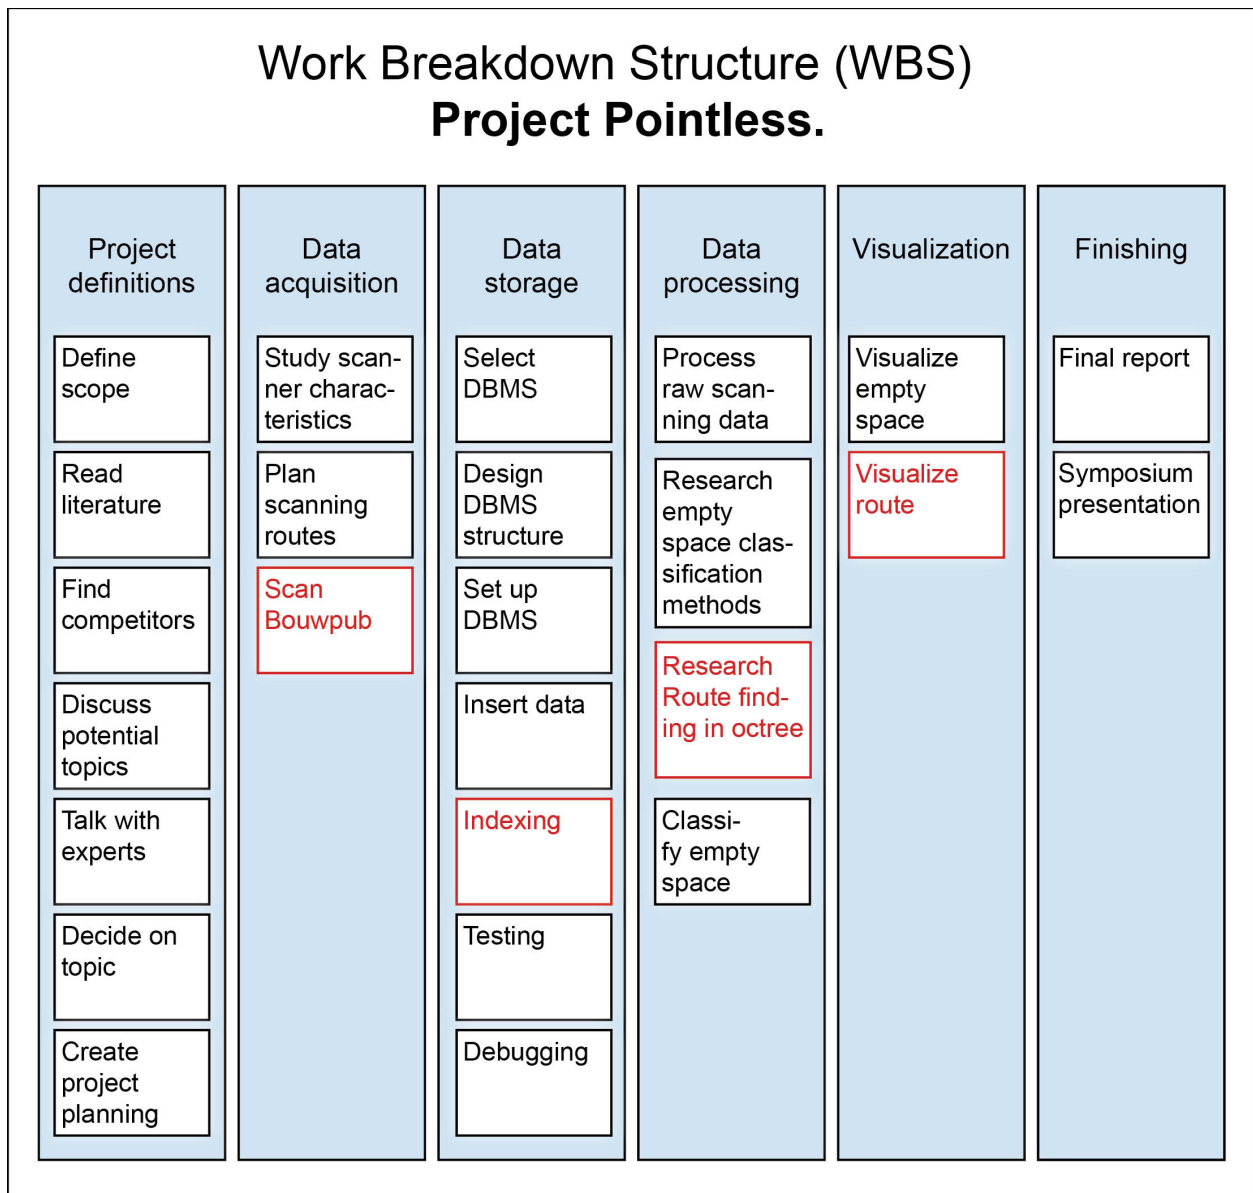 Work Breakdown Structure (WBS)
Project Pointless.
Project
definitions
Define
scope
Read
literature
Find
competitors
Discuss
potential
topics
Talk with
experts
Decide on
topic
Create
project
planning
Data
acquisition
Study scan-
ner charac-
teristics
Plan
scanning
routes
Scan
Bouwpub
Data
storage
Select
DBMS
Design
DBMS
structure
Set up
DBMS
Insert data
Indexing
Testing
Debugging
Data
processing
Process
raw scan-
ning data
Research
empty
space clas-
sification
methods
Research
Route find-
ing in octree
Classi-
fy empty
space
Visualization
Visualize
empty
space
Visualize
route
Finishing
Final report
Symposium
presentation